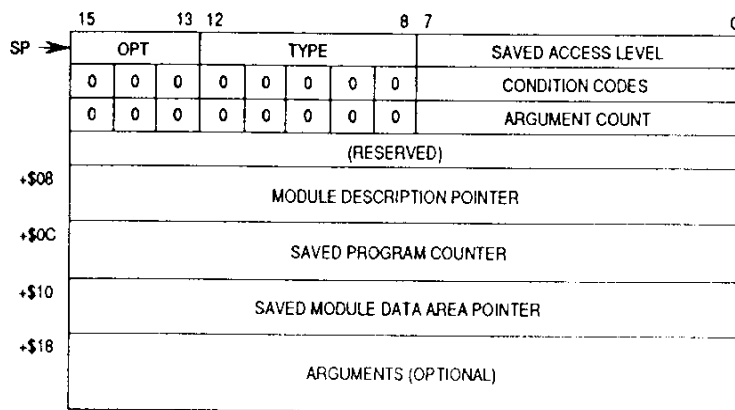 15 13 12 8 7 0
SP OPT TYPE SAVED ACCESS LEVEL
0 0 0 0 0 0 0 0 CONDITION CODES
0 0 0 0 0 0 0 0 ARGUMENT COUNT
(RESERVED)
+$08
MODULE DESCRIPTION POINTER
+$0C
SAVED PROGRAM COUNTER
+$10
SAVED MODULE DATA AREA POINTER
+$18
ARGUMENTS (OPTIONAL)